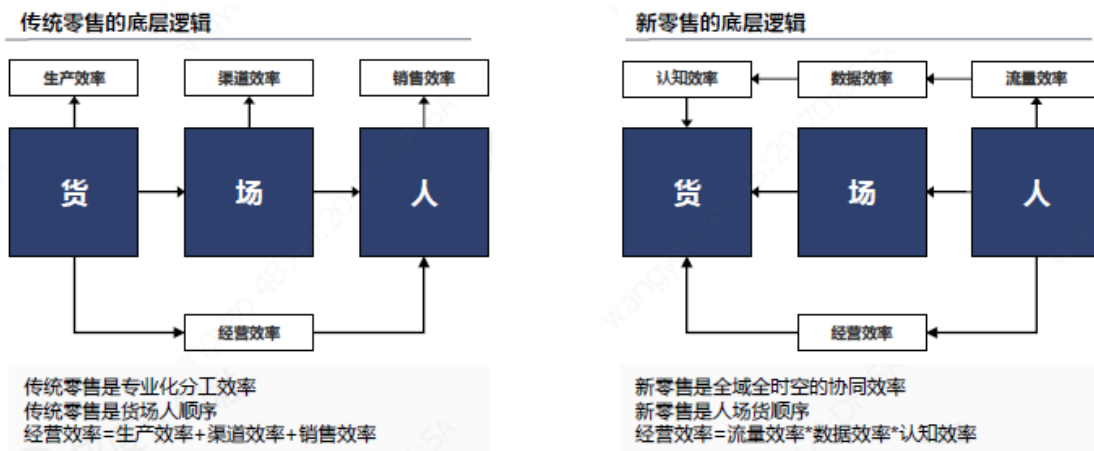 传统零售的底层逻辑
生产效率
渠道效率
销售效率
货
场
人
经营效率
传统零售是专业化分工效率
传统零售是货场人顺序
经营效率=生产效率+渠道效率+销售效率
新零售的底层逻辑
认知效率
数据效率
流量效率
货
场
人
经营效率
新零售是全域全时空的协同效率
新零售是人场货顺序
经营效率=流量效率*数据效率*认知效率